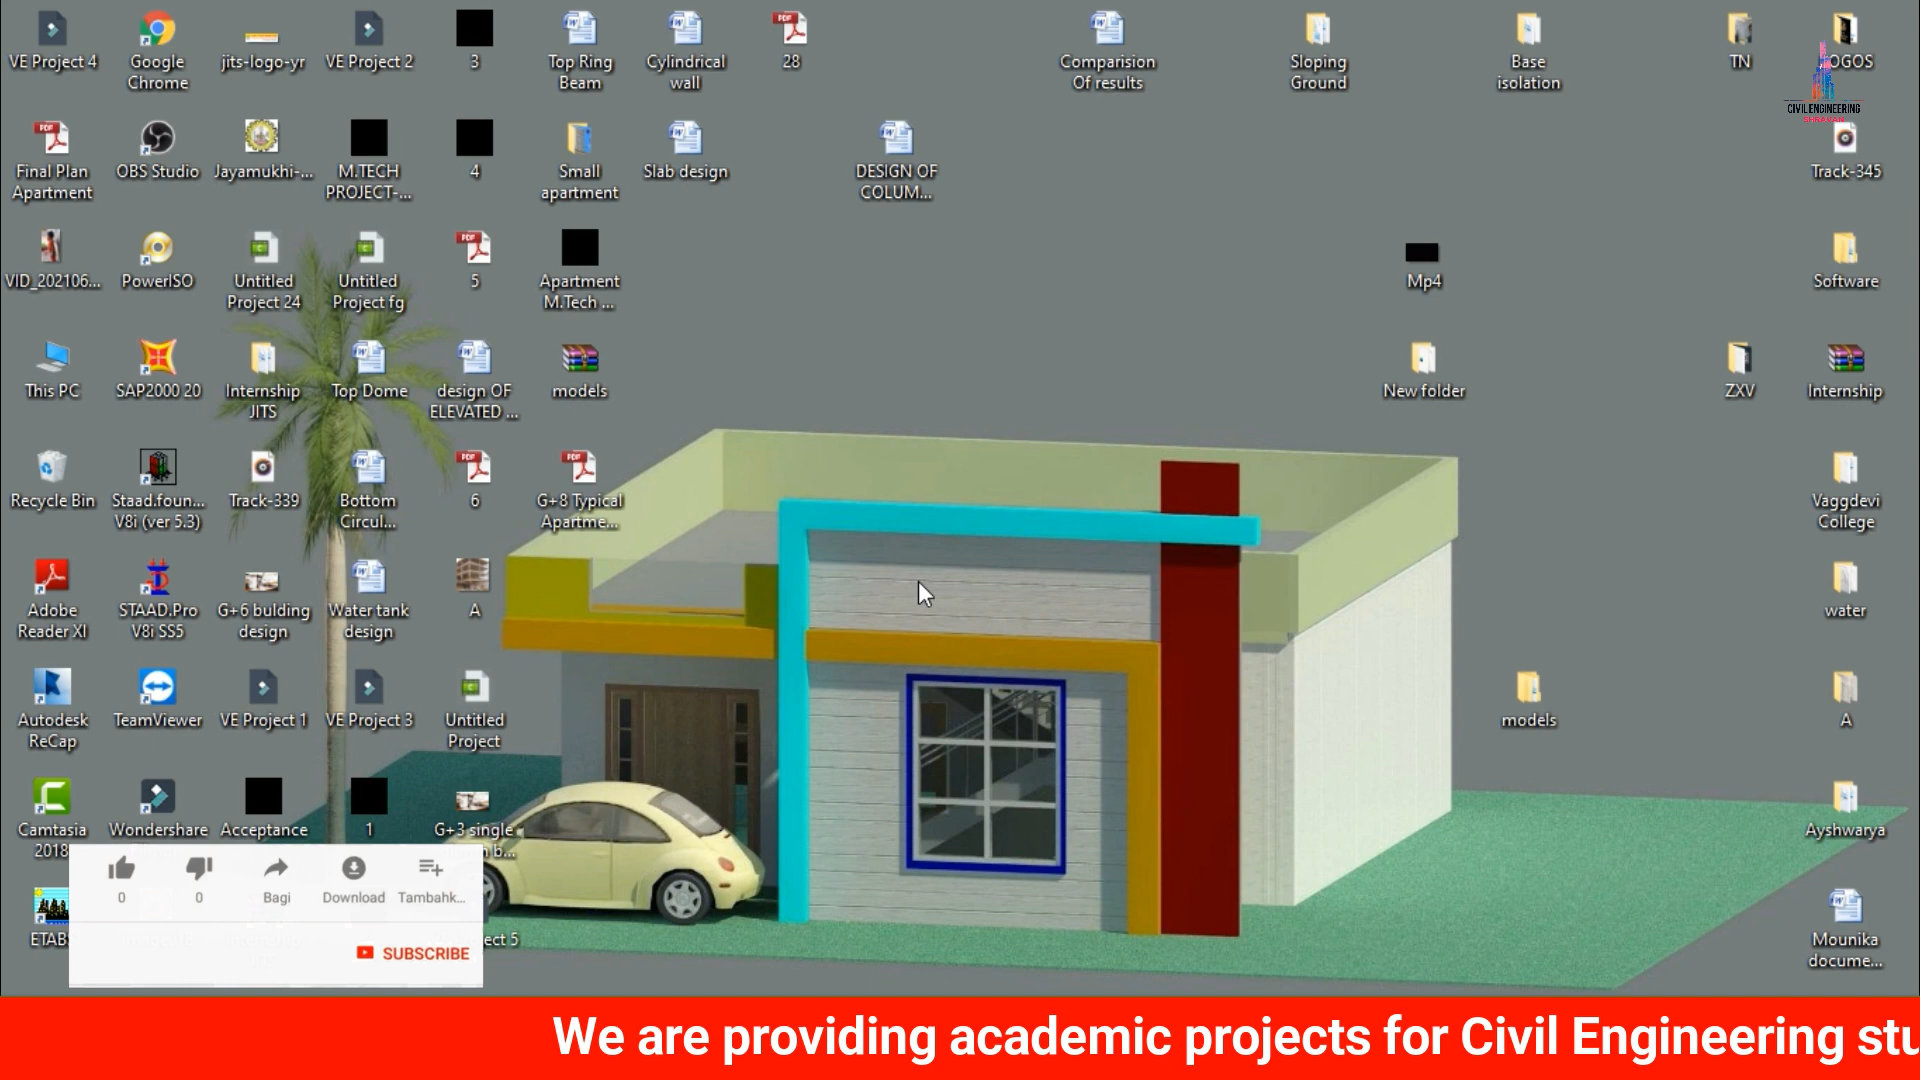 VE Project 4
Google
Chrome
jits-logo-yr
VE Project 2
3
Top Ring
Beam
Cylindrical
wall
28
Comparision
Of results
Sloping
Ground
Base
isolation
TN
OGOS
CIVIL ENGINEERING
SHRAVAN
Final Plan
Apartment
OBS Studio
Jayamukhi-...
M.TECH
PROJECT-...
4
Small
apartment
Slab design
DESIGN OF
COLUM...
Track-345
VID_202106...
PowerISO
Untitled
Project 24
Untitled
Project fg
5
Apartment
M.Tech ...
Mp4
Software
This PC
SAP2000 20
Internship
JITS
Top Dome
design OF
ELEVATED ...
models
New folder
ZXV
Internship
Recycle Bin
Staad.foun...
V8i (ver 5.3)
Track-339
Bottom
Circul...
6
G+8 Typical
Apartme...
Vaggdevi
College
Adobe
Reader XI
STAAD.Pro
V8i SS5
G+6 bulding
design
Water tank
design
A
water
Autodesk
ReCap
TeamViewer
VE Project 1
VE Project 3
Untitled
Project
models
A
Camtasia
2018
Wondershare
Acceptance
1
G+3 single
b...
Ayshwarya
0
0
Bagi
Download
Tambahk...
ETABS
ect 5
SUBSCRIBE
Mounika
docume...
We are providing academic projects for Civil Engineering stu